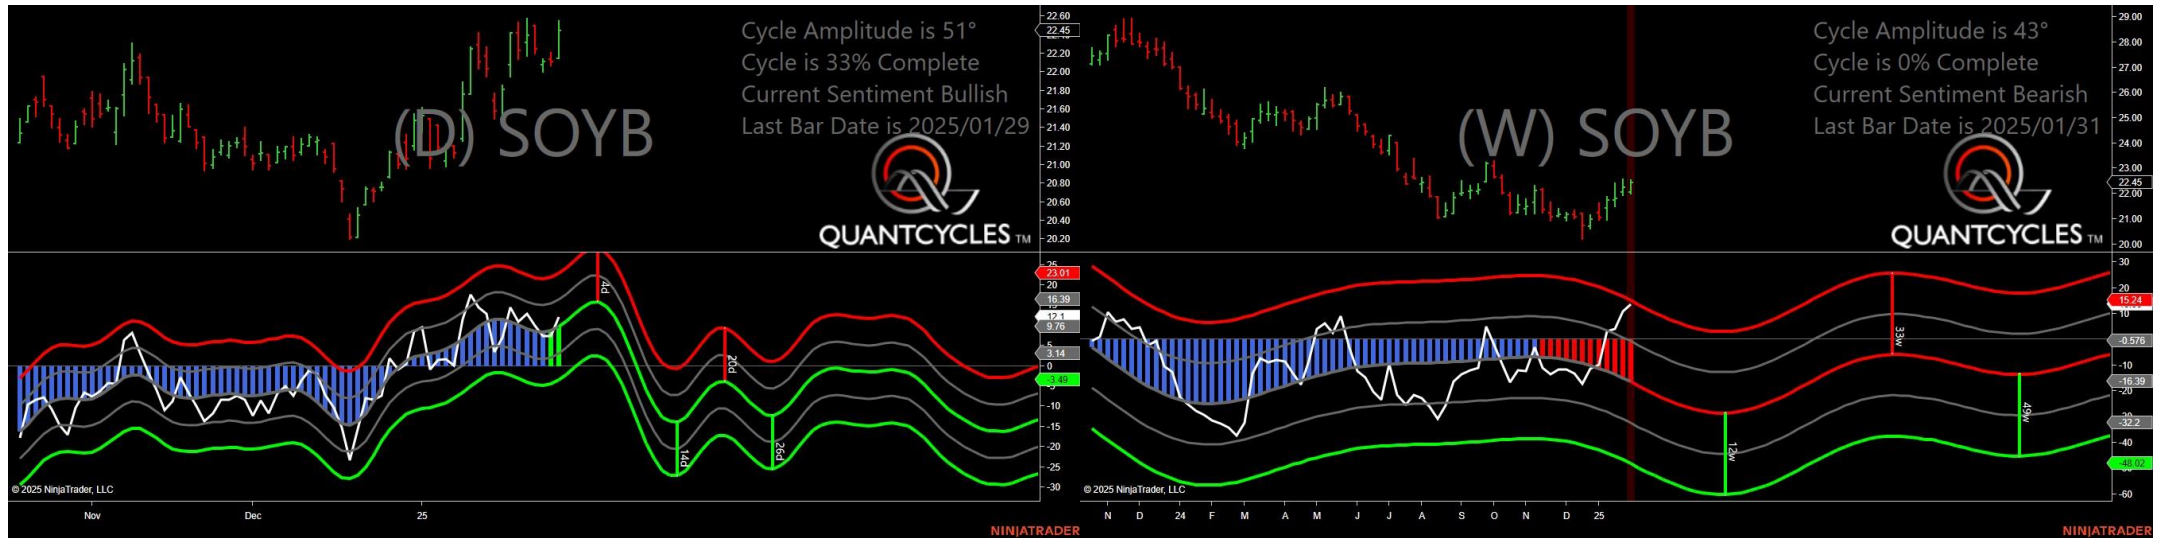 Cycle Amplitude is 51°
Cycle is 33% Complete
Current Sentiment Bullish
Last Bar Date is 2025/01/29
(D) SOYB
QUANTCYCLES TM
22.60
22.45
22.20
22.00
21.80
21.60
21.40
21.20
21.00
20.80
20.60
20.40
20.20
25
23.01
20
16.39
12.1
9.76
5
3.14
0
-3.49
-10
-15
-20
-25
-30
4d
20d
14d
26d
© 2025 NinjaTrader, LLC
Nov
Dec
25
NINJATRADER
Cycle Amplitude is 43°
Cycle is 0% Complete
Current Sentiment Bearish
Last Bar Date is 2025/01/31
(W) SOYB
QUANTCYCLES TM
29.00
28.00
27.00
26.00
25.00
24.00
23.00
22.45
22.00
21.00
20.00
30
20
15.24
10
-0.576
-10
-16.39
-20
-32.2
-40
-48.02
-60
33w
49w
12w
© 2025 NinjaTrader, LLC
N D 24 F M A M J J A S O N D 25
NINJATRADER